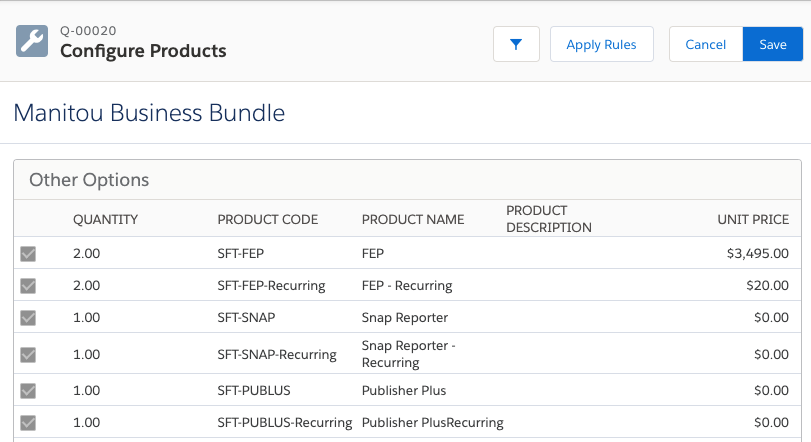 Q-00020
Configure Products
Apply Rules
Cancel
Save
Manitou Business Bundle
Other Options
QUANTITY PRODUCT CODE PRODUCT NAME PRODUCT DESCRIPTION UNIT PRICE
2.00 SFT-FEP FEP $3,495.00
2.00 SFT-FEP-Recurring FEP - Recurring $20.00
1.00 SFT-SNAP Snap Reporter $0.00
1.00 SFT-SNAP-Recurring Snap Reporter - Recurring $0.00
1.00 SFT-PUBLUS Publisher Plus $0.00
1.00 SFT-PUBLUS-Recurring Publisher PlusRecurring $0.00